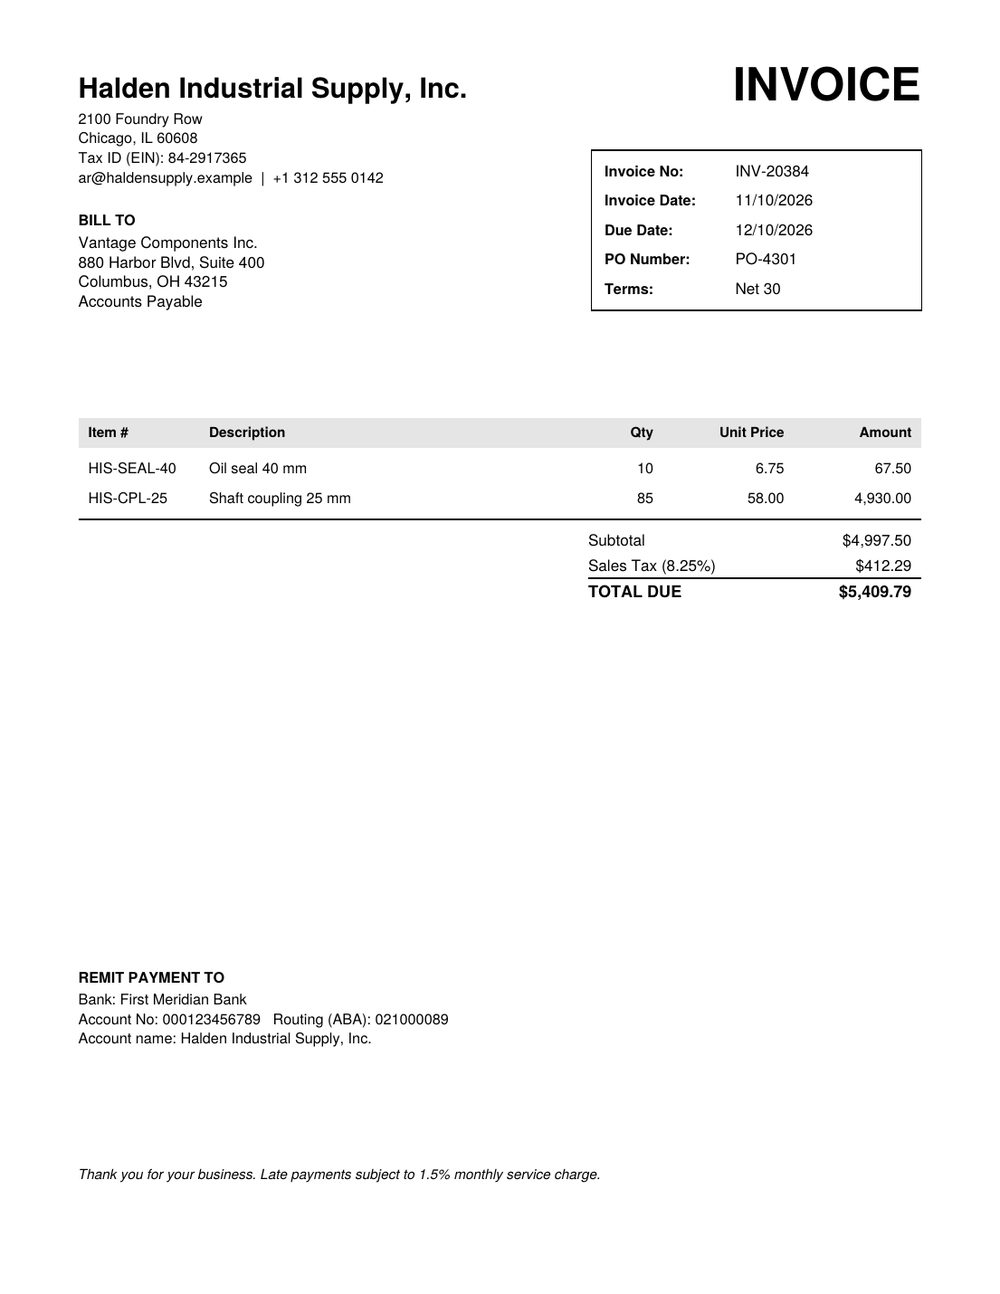 Halden Industrial Supply, Inc.
INVOICE
2100 Foundry Row
Chicago, IL 60608
Tax ID (EIN): 84-2917365
ar@haldensupply.example | +1 312 555 0142
Invoice No: INV-20384
Invoice Date: 11/10/2026
Due Date: 12/10/2026
PO Number: PO-4301
Terms: Net 30
BILL TO
Vantage Components Inc.
880 Harbor Blvd, Suite 400
Columbus, OH 43215
Accounts Payable
Item # Description Qty Unit Price Amount
HIS-SEAL-40 Oil seal 40 mm 10 6.75 67.50
HIS-CPL-25 Shaft coupling 25 mm 85 58.00 4,930.00
Subtotal $4,997.50
Sales Tax (8.25%) $412.29
TOTAL DUE $5,409.79
REMIT PAYMENT TO
Bank: First Meridian Bank
Account No: 000123456789 Routing (ABA): 021000089
Account name: Halden Industrial Supply, Inc.
Thank you for your business. Late payments subject to 1.5% monthly service charge.